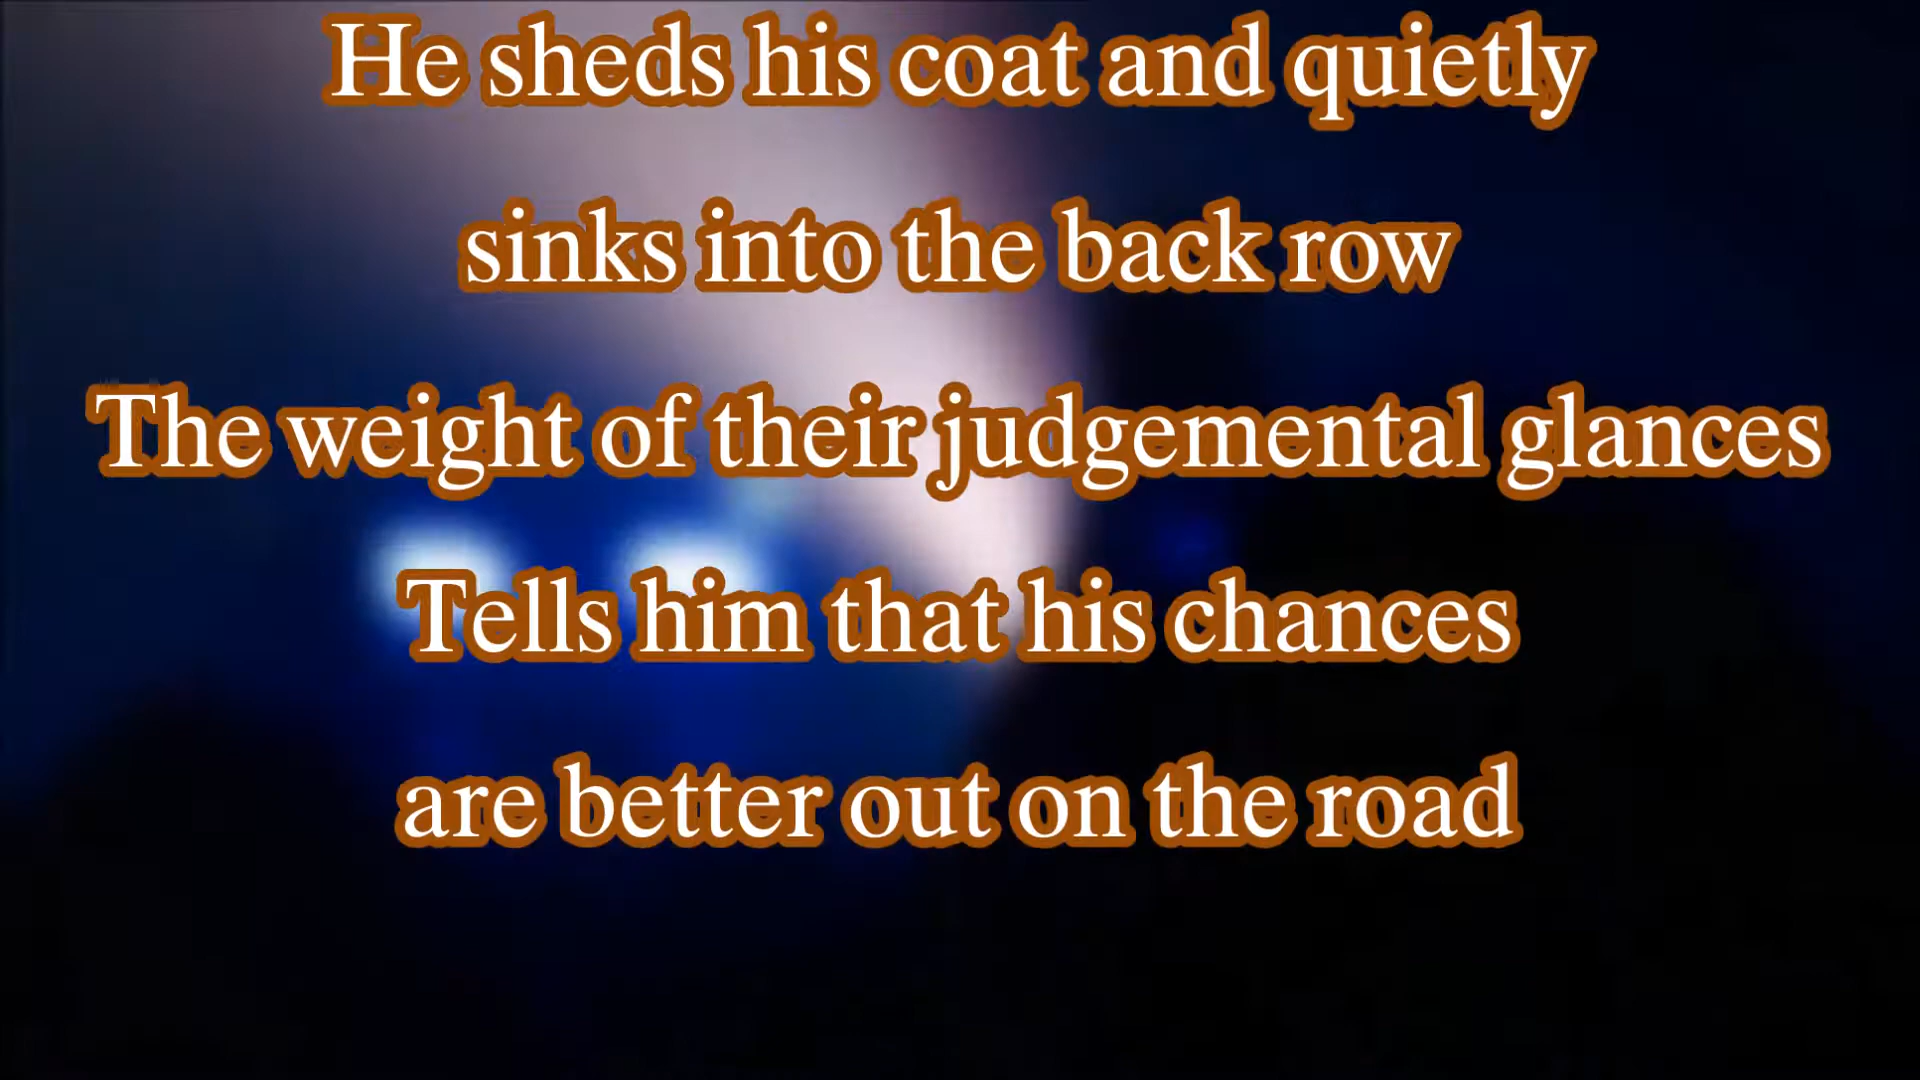 He sheds his coat and quietly
sinks into the back row
The weight of their judgemental glances
Tells him that his chances
are better out on the road